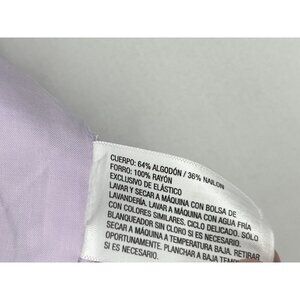 CUERPO: 64% ALGODÓN / 36% NAILON
FORRO: 100% RAYÓN
EXCLUSIVO DE ELÁSTICO
LAVAR Y SECAR A MÁQUINA CON BOLSA DE
LAVANDERÍA. LAVAR A MÁQUINA CON AGUA FRÍA
CON COLORES SIMILARES. CICLO DELICADO. SÓLO
BLANQUEADOR SIN CLORO SI ES NECESARIO.
SECAR A MÁQUINA A TEMPERATURA BAJA. RETIRAR
OPORTUNAMENTE. PLANCHAR A BAJA
SI ES NECESARIO.